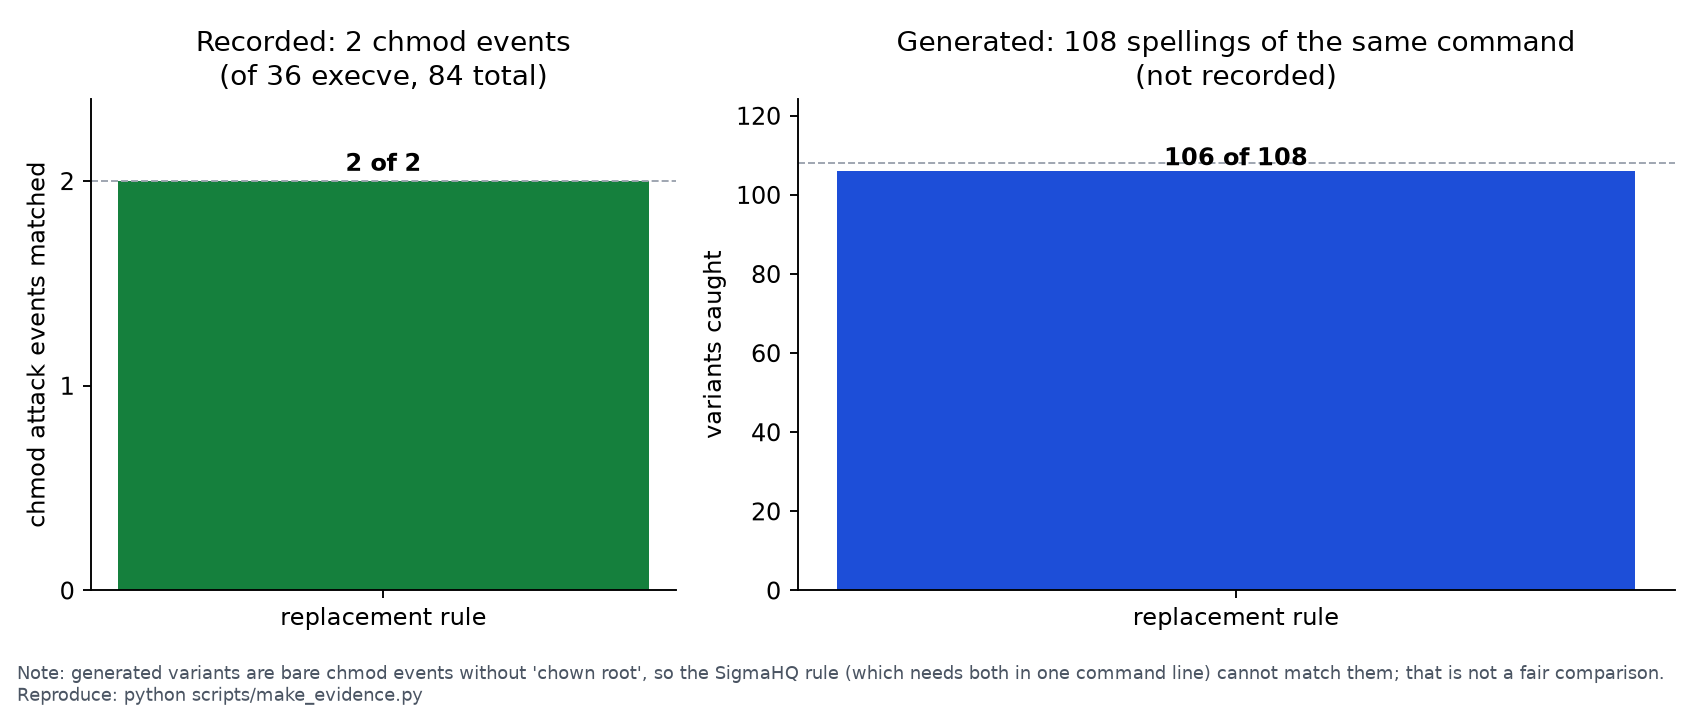 Recorded: 2 chmod events
(of 36 execve, 84 total)
chmod attack events matched
2
1
0
2 of 2
replacement rule
Generated: 108 spellings of the same command
(not recorded)
variants caught
120
100
80
60
40
20
0
106 of 108
replacement rule
Note: generated variants are bare chmod events without 'chown root', so the SigmaHQ rule (which needs both in one command line) cannot match them; that is not a fair comparison.
Reproduce: python scripts/make_evidence.py